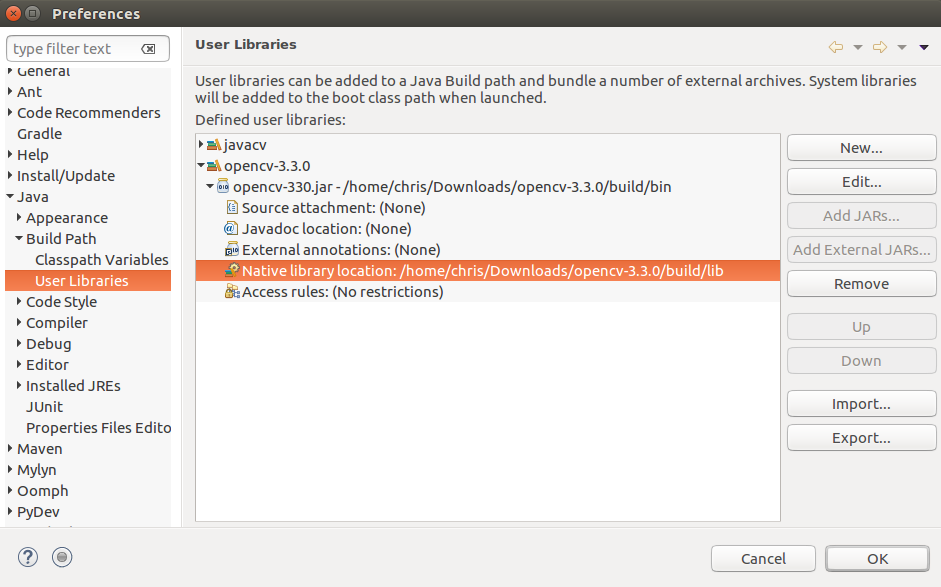 Preferences
type filter text
General
Ant
Code Recommenders
Gradle
Help
Install/Update
Java
Appearance
Build Path
Classpath Variables
User Libraries
Code Style
Compiler
Debug
Editor
Installed JREs
JUnit
Properties Files Edito
Maven
Mylyn
Oomph
PyDev
User Libraries
User libraries can be added to a Java Build path and bundle a number of external archives. System libraries
will be added to the boot class path when launched.
Defined user libraries:
javacv
opencv-3.3.0
opencv-330.jar - /home/chris/Downloads/opencv-3.3.0/build/bin
Source attachment: (None)
Javadoc location: (None)
External annotations: (None)
Native library location: /home/chris/Downloads/opencv-3.3.0/build/lib
Access rules: (No restrictions)
New...
Edit...
Add JARs...
Add External JARs...
Remove
Up
Down
Import...
Export...
Cancel
OK